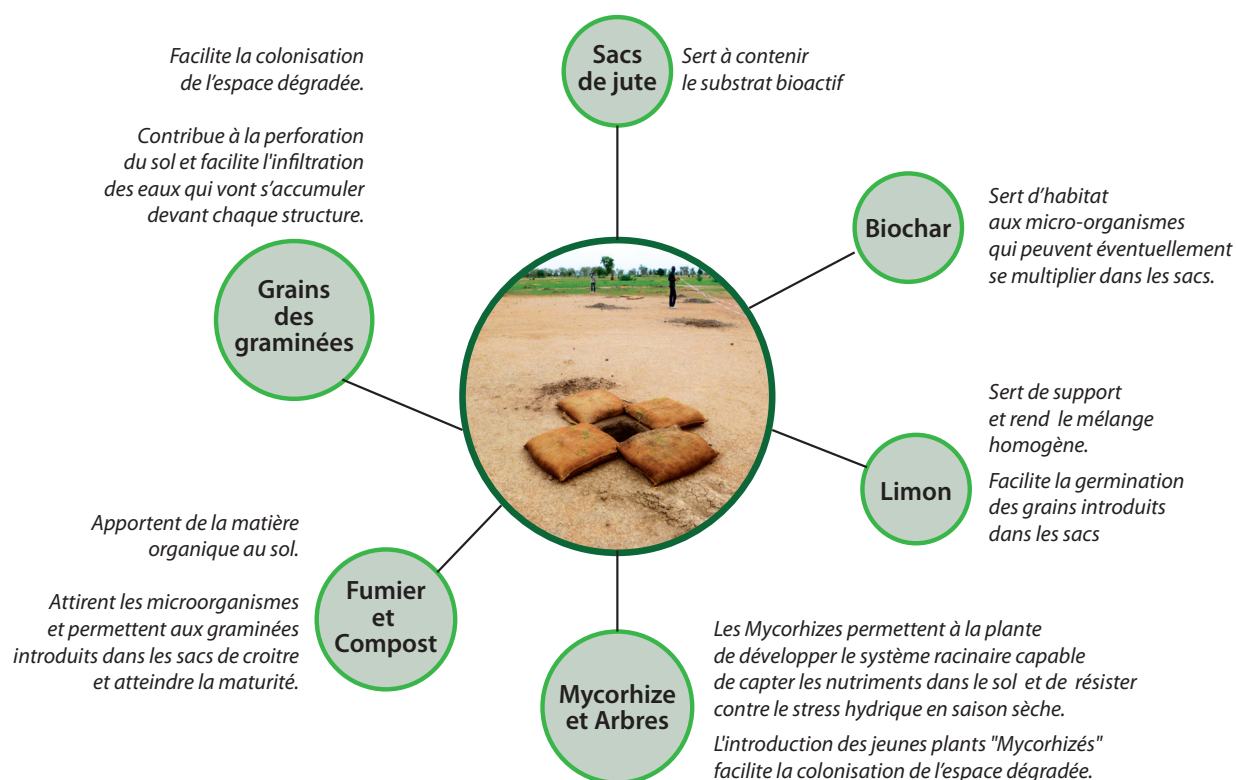 Sacs
de jute
Sert à contenir
le substrat bioactif
Biochar
Sert d’habitat
aux micro-organismes
qui peuvent éventuellement
se multiplier dans les sacs.
Limon
Sert de support
et rend le mélange
homogène.
Facilite la germination
des grains introduits
dans les sacs
Mycorhize
et Arbres
Les Mycorhizes permettent à la plante
de développer le système racinaire capable
de capter les nutriments dans le sol et de résister
contre le stress hydrique en saison sèche.
L'introduction des jeunes plants "Mycorhizés"
facilite la colonisation de l’espace dégradée.
Fumier
et
Compost
Apportent de la matière
organique au sol.
Attirent les microorganismes
et permettent aux graminées
introduits dans les sacs de croitre
et atteindre la maturité.
Grains
des
graminées
Facilite la colonisation
de l’espace dégradée.
Contribue à la perforation
du sol et facilite l'infiltration
des eaux qui vont s’accumuler
devant chaque structure.